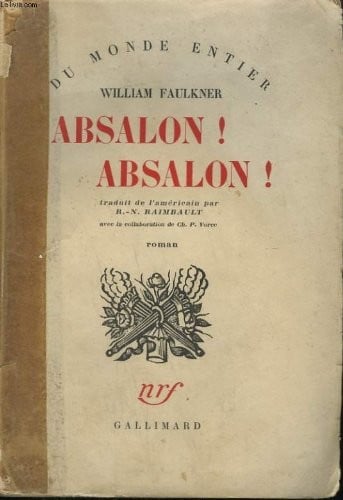 DU MONDE ENTIER
WILLIAM FAULKNER
ABSALON !
ABSALON !
traduit de l'américain par
R.-N. RAIMBAULT
avec la collaboration de Ch. P. Vorce
roman
nrf
GALLIMARD